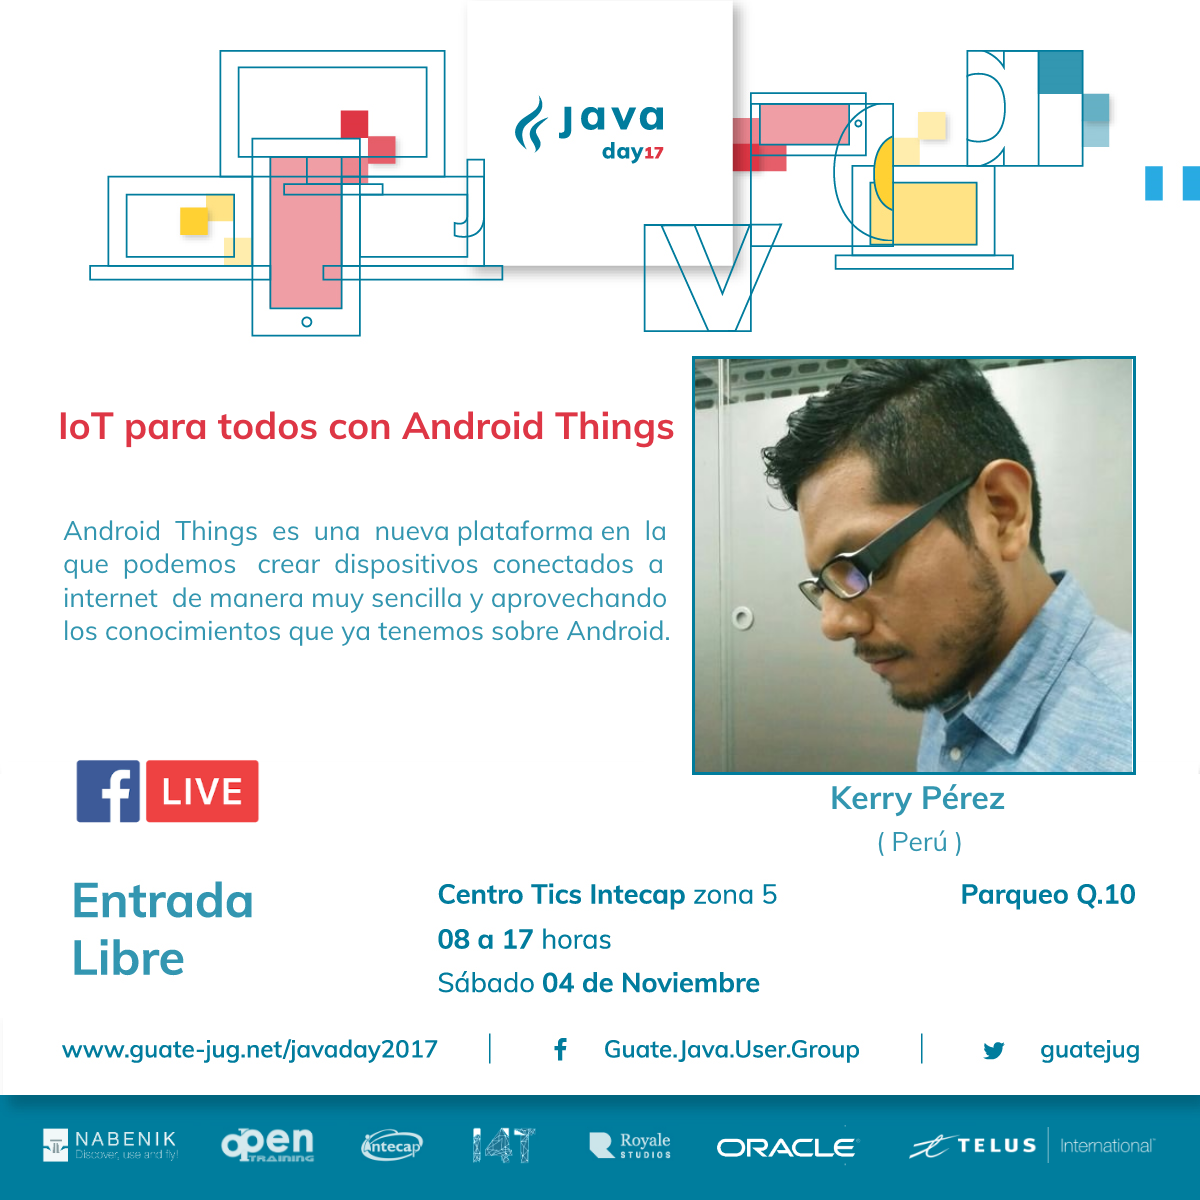 Java
day17
J
a
V
a
IoT para todos con Android Things
Android Things es una nueva plataforma en la
que podemos crear dispositivos conectados a
internet de manera muy sencilla y aprovechando
los conocimientos que ya tenemos sobre Android.
f LIVE
Kerry Pérez
( Perú )
Entrada
Libre
Centro Tics Intecap zona 5
08 a 17 horas
Sábado 04 de Noviembre
Parqueo Q.10
www.guate-jug.net/javaday2017 | f Guate.Java.User.Group | guatejug
NABENIK
Discover, use and fly!
open
TRAINING
intecap
I4T
Royale
STUDIOS
ORACLE
TELUS International